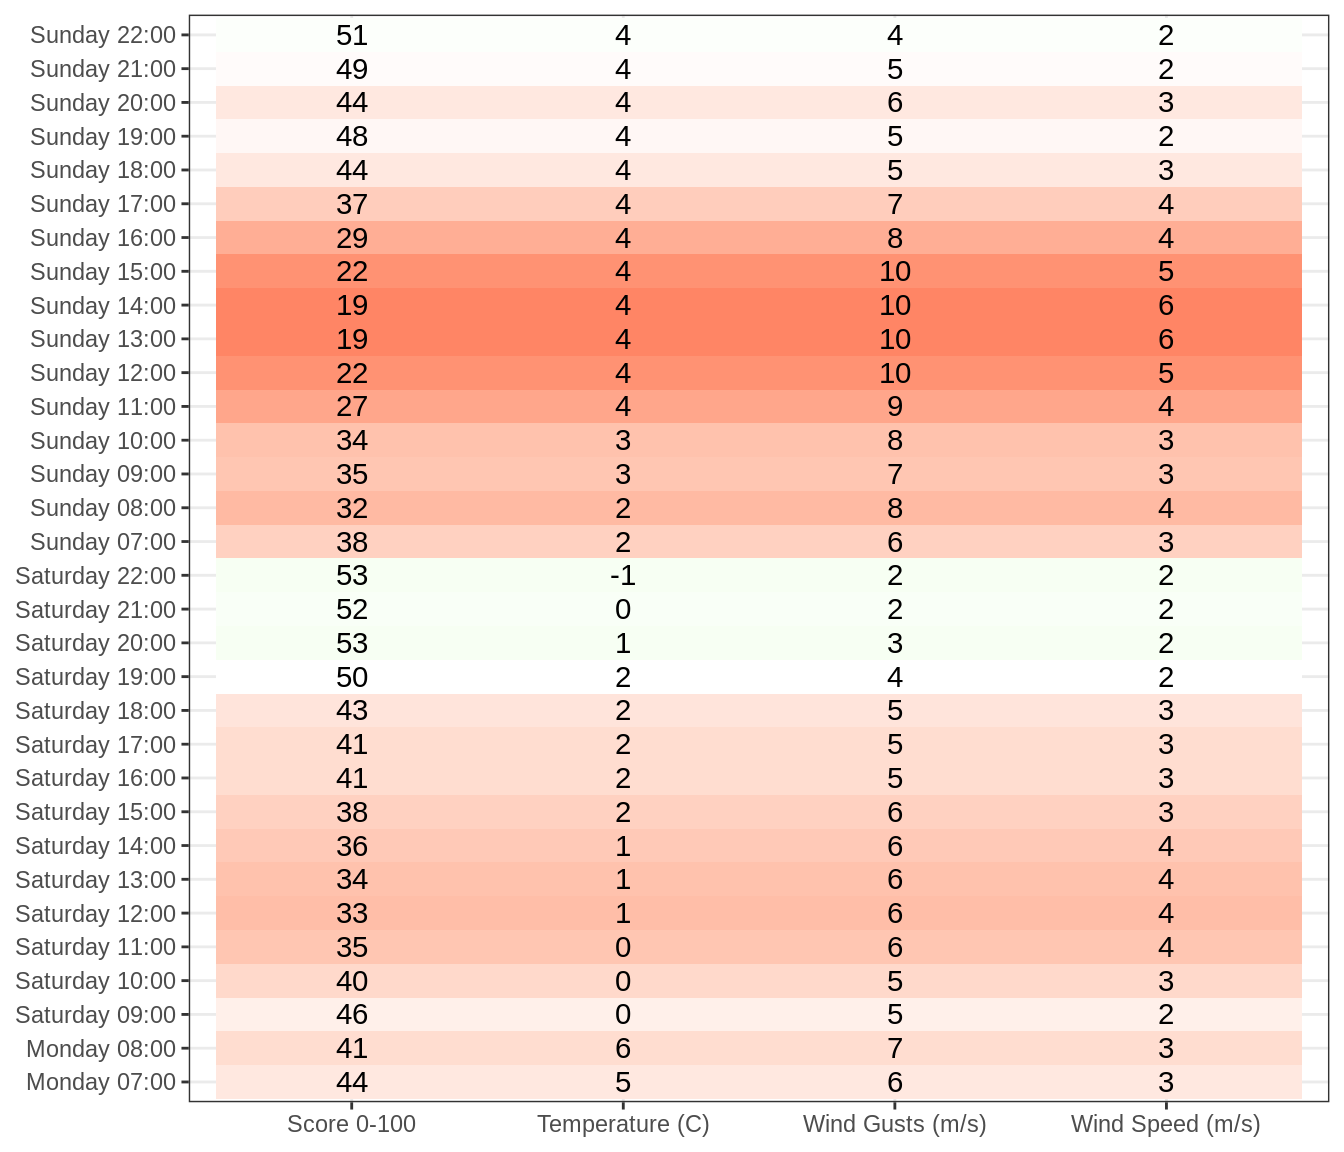 Sunday 22:00 51 4 4 2
Sunday 21:00 49 4 5 2
Sunday 20:00 44 4 6 3
Sunday 19:00 48 4 5 2
Sunday 18:00 44 4 5 3
Sunday 17:00 37 4 7 4
Sunday 16:00 29 4 8 4
Sunday 15:00 22 4 10 5
Sunday 14:00 19 4 10 6
Sunday 13:00 19 4 10 6
Sunday 12:00 22 4 10 5
Sunday 11:00 27 4 9 4
Sunday 10:00 34 3 8 3
Sunday 09:00 35 3 7 3
Sunday 08:00 32 2 8 4
Sunday 07:00 38 2 6 3
Saturday 22:00 53 -1 2 2
Saturday 21:00 52 0 2 2
Saturday 20:00 53 1 3 2
Saturday 19:00 50 2 4 2
Saturday 18:00 43 2 5 3
Saturday 17:00 41 2 5 3
Saturday 16:00 41 2 5 3
Saturday 15:00 38 2 6 3
Saturday 14:00 36 1 6 4
Saturday 13:00 34 1 6 4
Saturday 12:00 33 1 6 4
Saturday 11:00 35 0 6 4
Saturday 10:00 40 0 5 3
Saturday 09:00 46 0 5 2
Monday 08:00 41 6 7 3
Monday 07:00 44 5 6 3
Score 0-100 Temperature (C) Wind Gusts (m/s) Wind Speed (m/s)